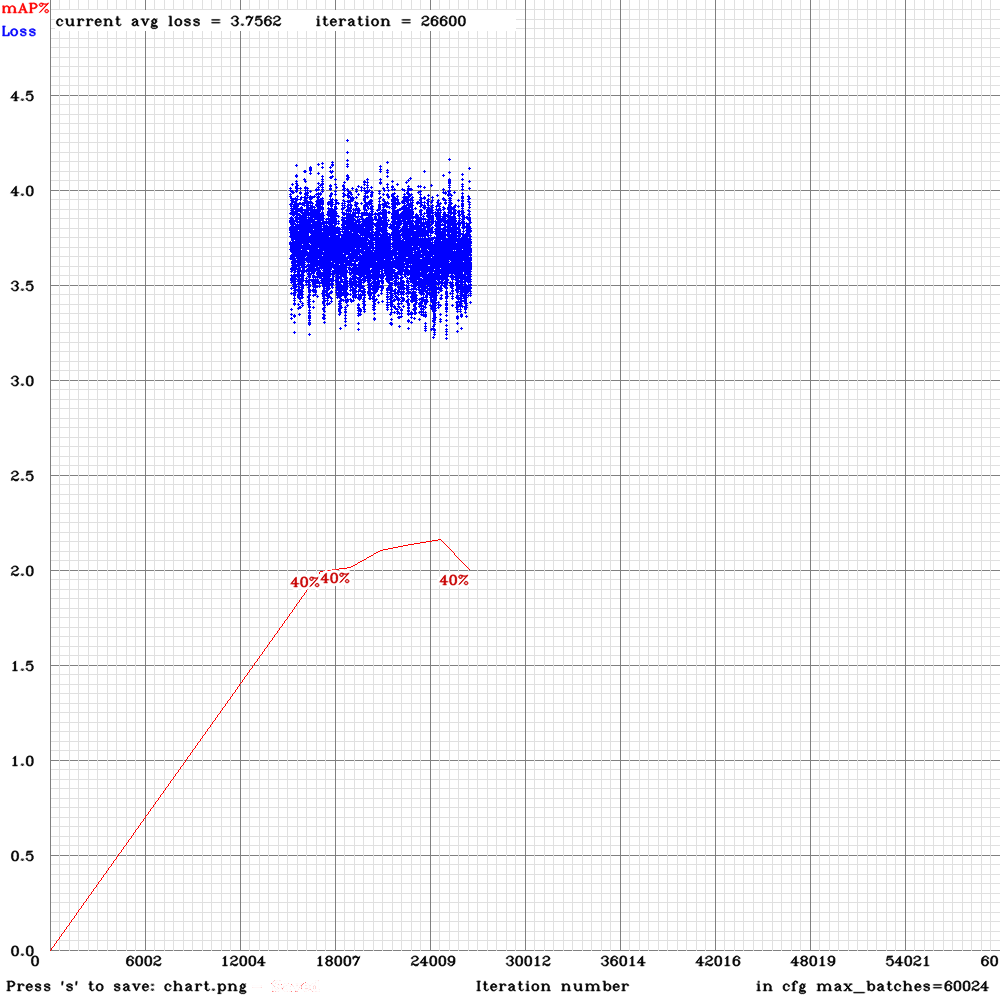 mAP%
current avg loss = 3.7562 iteration = 26600
Loss
4.5
4.0
3.5
3.0
2.5
2.0
40% 40% 40%
1.5
1.0
0.5
0.0
0 6002 12004 18007 24009 30012 36014 42016 48019 54021 60
Press 's' to save: chart.png Iteration number in cfg max_batches=60024